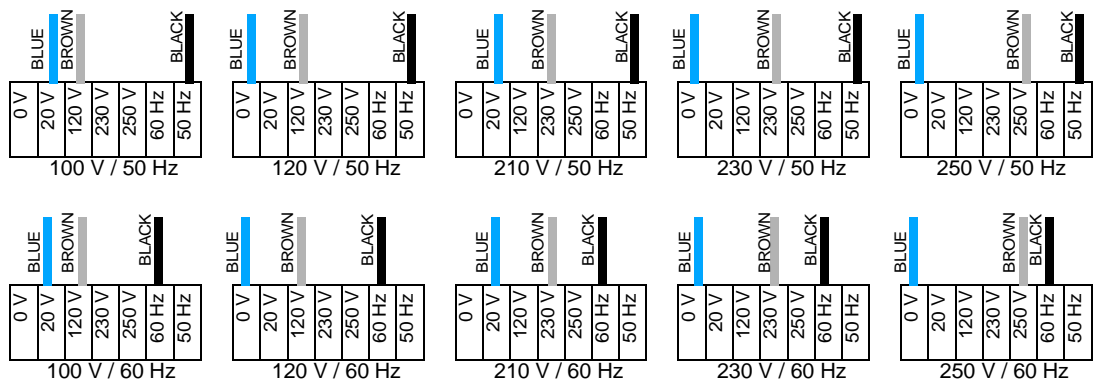 BLUE BROWN BLACK
0 V 20 V 120 V 230 V 250 V 60 Hz 50 Hz
100 V / 50 Hz
BLUE BROWN BLACK
0 V 20 V 120 V 230 V 250 V 60 Hz 50 Hz
120 V / 50 Hz
BLUE BROWN BLACK
0 V 20 V 120 V 230 V 250 V 60 Hz 50 Hz
210 V / 50 Hz
BLUE BROWN BLACK
0 V 20 V 120 V 230 V 250 V 60 Hz 50 Hz
230 V / 50 Hz
BLUE BROWN BLACK
0 V 20 V 120 V 230 V 250 V 60 Hz 50 Hz
250 V / 50 Hz
BLUE BROWN BLACK
0 V 20 V 120 V 230 V 250 V 60 Hz 50 Hz
100 V / 60 Hz
BLUE BROWN BLACK
0 V 20 V 120 V 230 V 250 V 60 Hz 50 Hz
120 V / 60 Hz
BLUE BROWN BLACK
0 V 20 V 120 V 230 V 250 V 60 Hz 50 Hz
210 V / 60 Hz
BLUE BROWN BLACK
0 V 20 V 120 V 230 V 250 V 60 Hz 50 Hz
230 V / 60 Hz
BLUE BROWN BLACK
0 V 20 V 120 V 230 V 250 V 60 Hz 50 Hz
250 V / 60 Hz